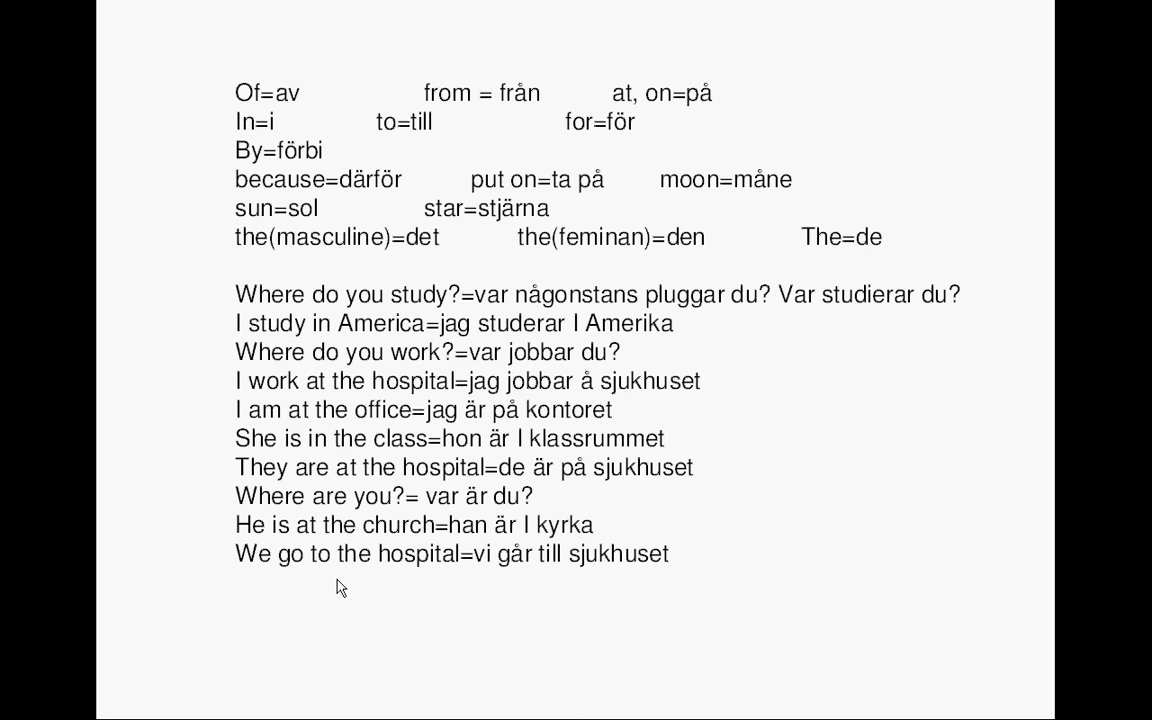 Of=av from = från at, on=på
In=i to=till for=för
By=förbi
because=därför put on=ta på moon=måne
sun=sol star=stjärna
the(masculine)=det the(feminan)=den The=de
Where do you study?=var någonstans pluggar du? Var studierar du?
I study in America=jag studerar I Amerika
Where do you work?=var jobbar du?
I work at the hospital=jag jobbar å sjukhuset
I am at the office=jag är på kontoret
She is in the class=hon är I klassrummet
They are at the hospital=de är på sjukhuset
Where are you?= var är du?
He is at the church=han är I kyrka
We go to the hospital=vi går till sjukhuset